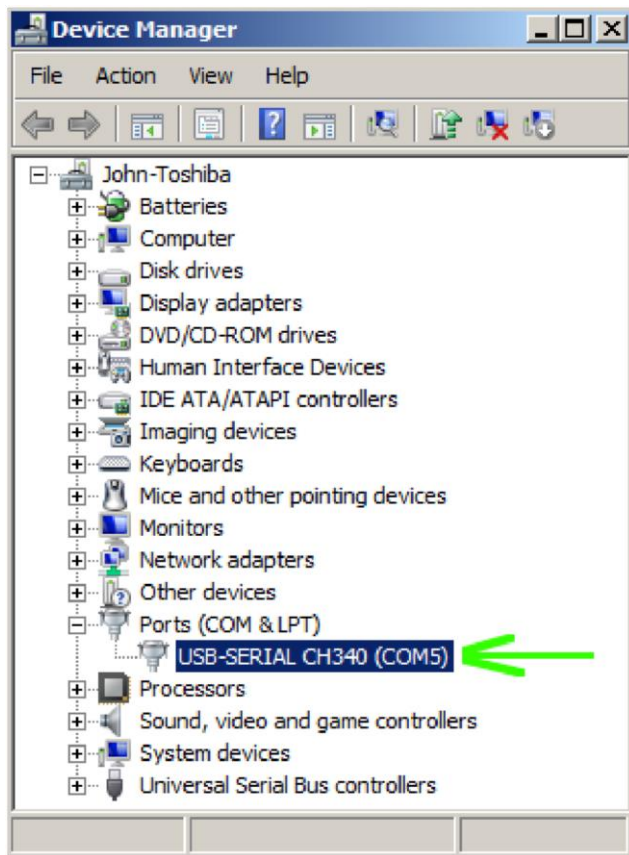 Device Manager
File Action View Help
John-Toshiba
Batteries
Computer
Disk drives
Display adapters
DVD/CD-ROM drives
Human Interface Devices
IDE ATA/ATAPI controllers
Imaging devices
Keyboards
Mice and other pointing devices
Monitors
Network adapters
Other devices
Ports (COM & LPT)
USB-SERIAL CH340 (COM5)
Processors
Sound, video and game controllers
System devices
Universal Serial Bus controllers